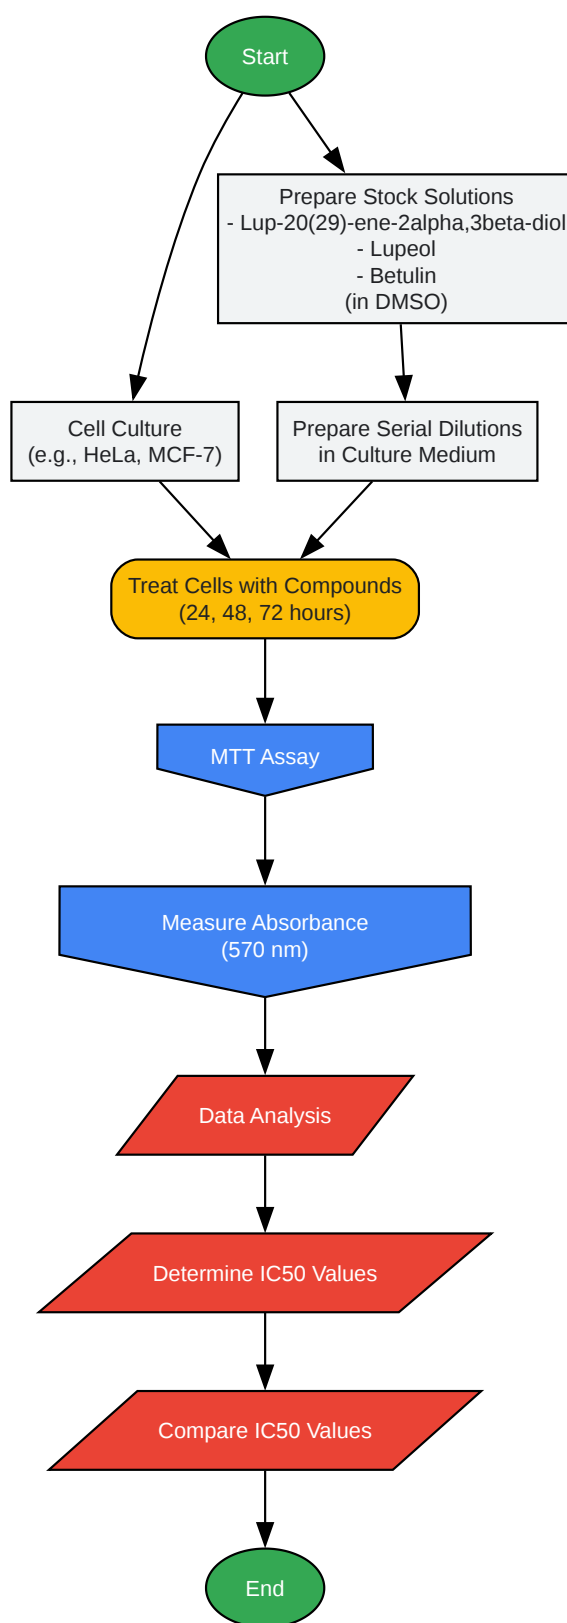 Start
Prepare Stock Solutions
- Lup-20(29)-ene-2alpha,3beta-diol
- Lupeol
- Betulin
(in DMSO)
Cell Culture
(e.g., HeLa, MCF-7)
Prepare Serial Dilutions
in Culture Medium
Treat Cells with Compounds
(24, 48, 72 hours)
MTT Assay
Measure Absorbance
(570 nm)
Data Analysis
Determine IC50 Values
Compare IC50 Values
End